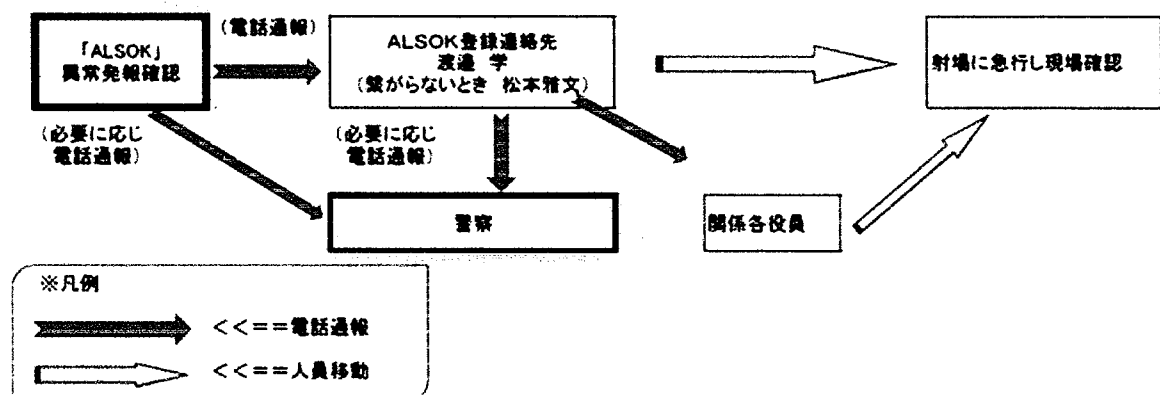 「ALSOK」
異常発報確認
(電話通報)
ALSOK登録連絡先
渡邉 学
(繋がらないとき 松本雅文)
射場に急行し現場確認
(必要に応じ
電話通報)
(必要に応じ
電話通報)
警察
関係各役員
※凡例
<<==電話通報
<<==人員移動